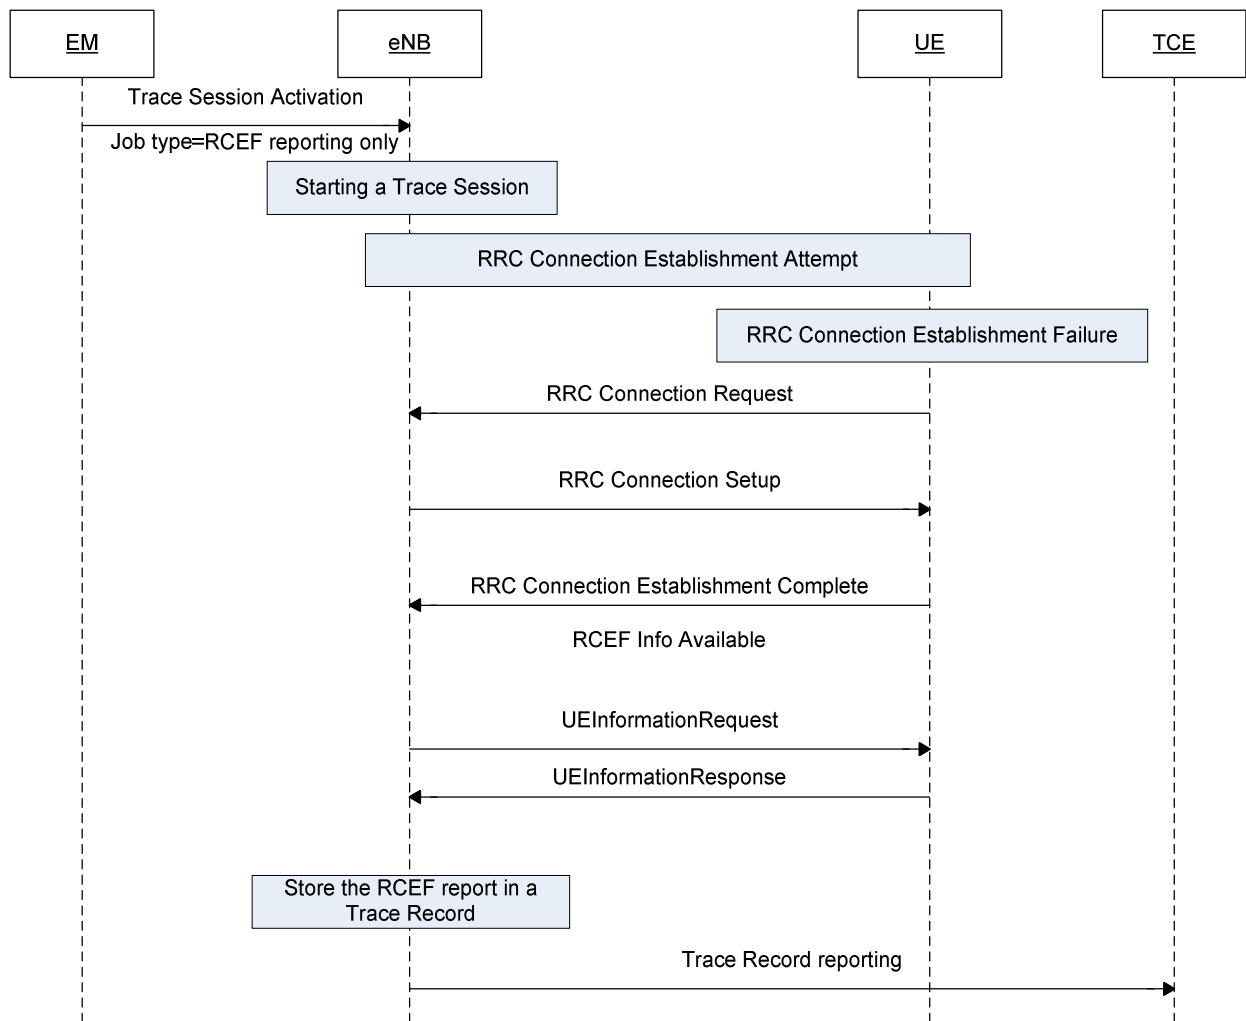 EM
eNB
UE
TCE
Trace Session Activation
Job type=RCEF reporting only
Starting a Trace Session
RRC Connection Establishment Attempt
RRC Connection Establishment Failure
RRC Connection Request
RRC Connection Setup
RRC Connection Establishment Complete
RCEF Info Available
UEInformationRequest
UEInformationResponse
Store the RCEF report in a
Trace Record
Trace Record reporting